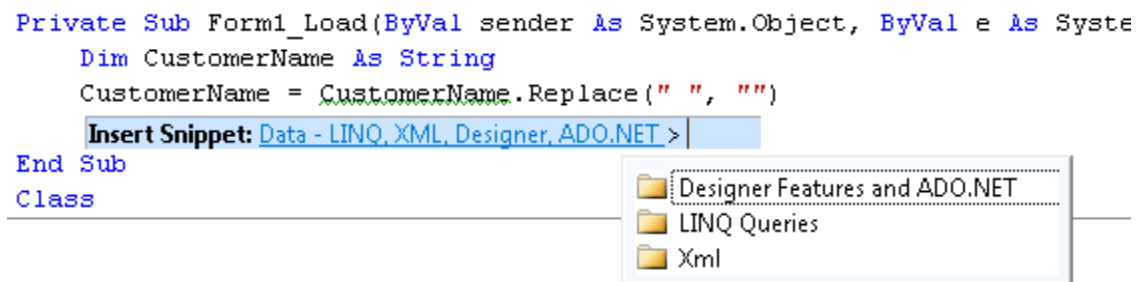 Private Sub Form1_Load(ByVal sender As System.Object, ByVal e As Syste
Dim CustomerName As String
CustomerName = CustomerName.Replace(" ", "")
Insert Snippet: Data - LINQ, XML, Designer, ADO.NET >
End Sub
Class
Designer Features and ADO.NET
LINQ Queries
Xml